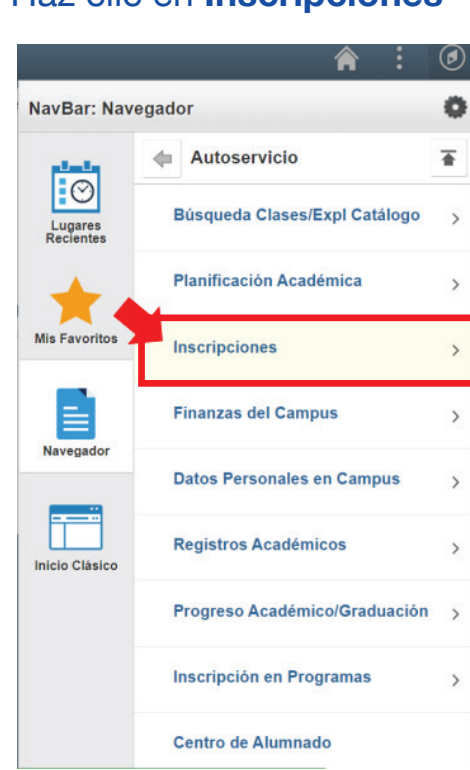 Haz clic en Inscripciones
NavBar: Navegador
Autoservicio
Lugares
Recientes
Búsqueda Clases/Expl Catálogo
Planificación Académica
Mis Favoritos
Inscripciones
Finanzas del Campus
Navegador
Datos Personales en Campus
Registros Académicos
Inicio Clásico
Progreso Académico/Graduación
Inscripción en Programas
Centro de Alumnado